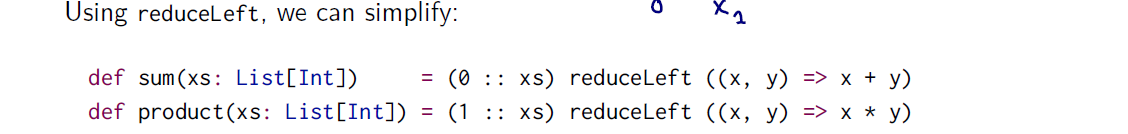 Using reduceLeft, we can simplify:
0 x₁
def sum(xs: List[Int]) = (0 :: xs) reduceLeft ((x, y) => x + y)
def product(xs: List[Int]) = (1 :: xs) reduceLeft ((x, y) => x * y)